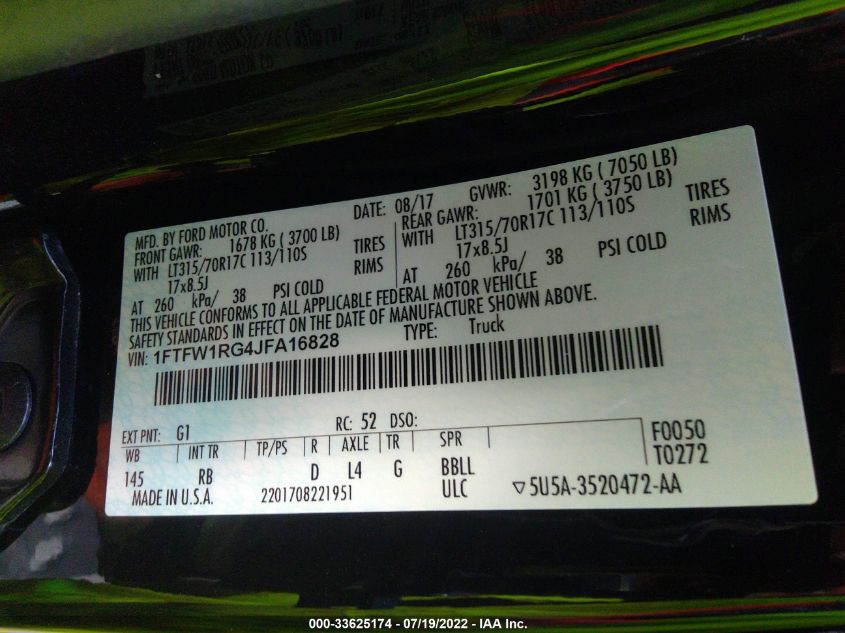 MFD. BY FORD MOTOR CO. DATE: 08/17 GVWR: 3198 KG ( 7050 LB)
FRONT GAWR: 1678 KG ( 3700 LB) REAR GAWR: 1701 KG ( 3750 LB)
WITH LT315/70R17C 113/110S TIRES WITH LT315/70R17C 113/110S TIRES
17x8.5J RIMS 17x8.5J RIMS
AT 260 kPa/ 38 PSI COLD AT 260 kPa/ 38 PSI COLD
THIS VEHICLE CONFORMS TO ALL APPLICABLE FEDERAL MOTOR VEHICLE
SAFETY STANDARDS IN EFFECT ON THE DATE OF MANUFACTURE SHOWN ABOVE.
VIN: 1FTFW1RG4JFA16828 TYPE: Truck
EXT PNT: G1 RC: 52 DSO:
WB INT TR TP/PS R AXLE TR SPR F0050
T0272
145 RB D L4 G BBLL
MADE IN U.S.A. 2201708221951 ULC ▽5U5A-3520472-AA
000-33625174 - 07/19/2022 - IAA Inc.